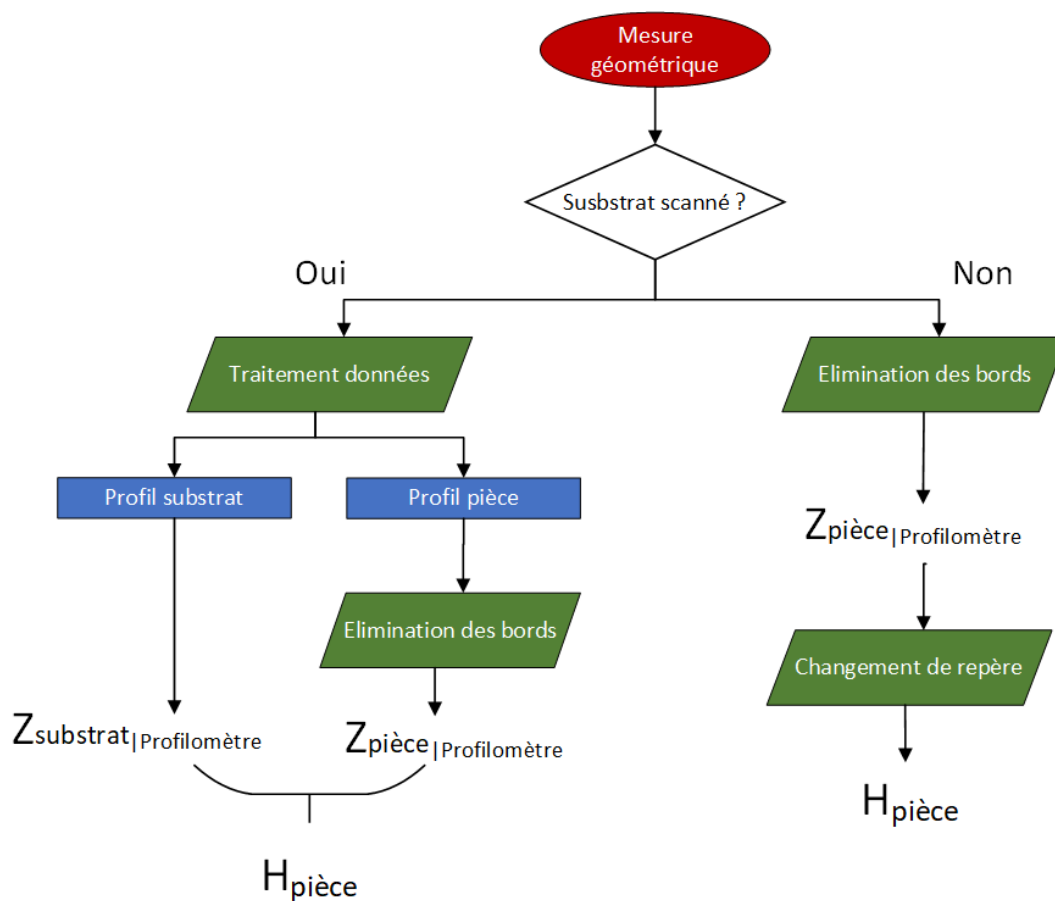 Mesure
géométrique
Susbstrat scanné ?
Oui
Non
Traitement données
Elimination des bords
Profil substrat
Profil pièce
Zpièce|Profilomètre
Elimination des bords
Changement de repère
Zsubstrat|Profilomètre
Zpièce|Profilomètre
Hpièce
Hpièce